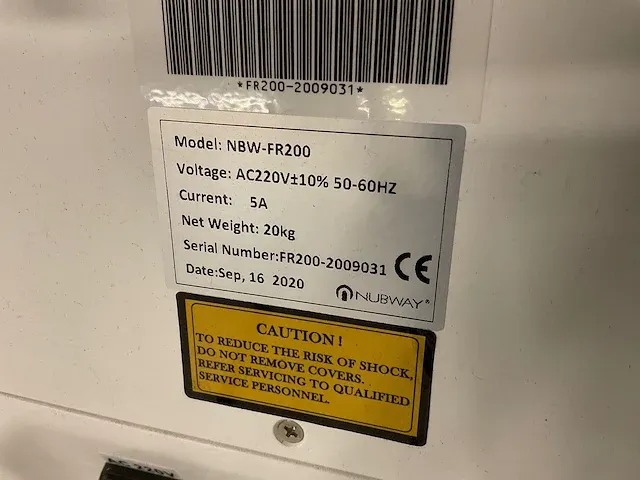 *FR200-2009031*
Model: NBW-FR200
Voltage: AC220V±10% 50-60HZ
Current: 5A
Net Weight: 20kg
Serial Number:FR200-2009031
CE
Date:Sep, 16 2020
NUBWAY®
CAUTION!
TO REDUCE THE RISK OF SHOCK,
DO NOT REMOVE COVERS.
REFER SERVICING TO QUALIFIED
SERVICE PERSONNEL.